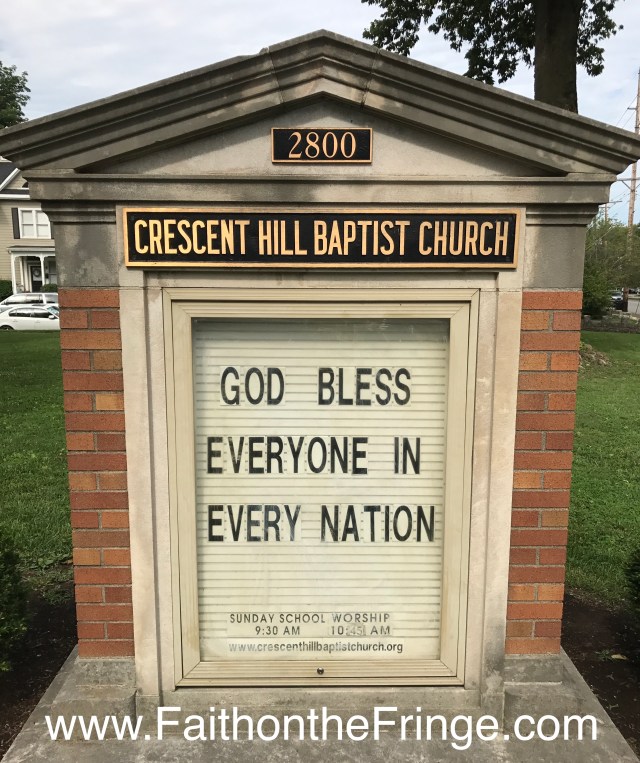 2800
CRESCENT HILL BAPTIST CHURCH
GOD BLESS
EVERYONE IN
EVERY NATION
SUNDAY SCHOOL WORSHIP
9:30 AM 10:45 AM
www.crescenthillbaptistchurch.org
www.FaithontheFringe.com